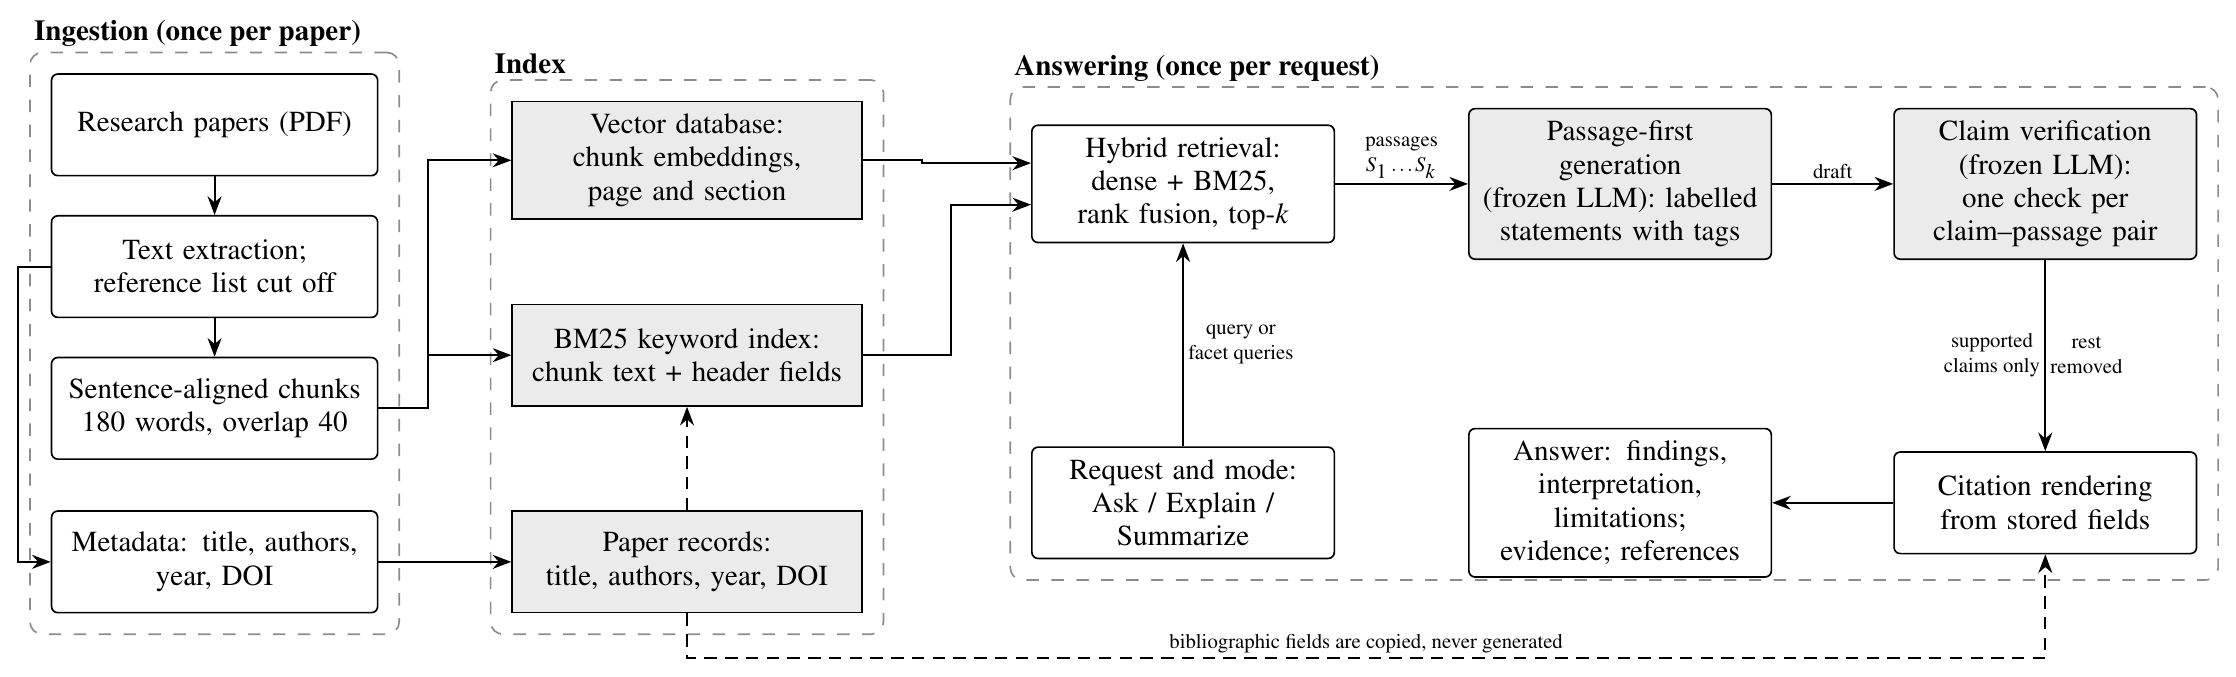 Ingestion (once per paper)
Research papers (PDF)
Text extraction;
reference list cut off
Sentence-aligned chunks
180 words, overlap 40
Metadata: title, authors,
year, DOI
Index
Vector database:
chunk embeddings,
page and section
BM25 keyword index:
chunk text + header fields
Paper records:
title, authors, year, DOI
Answering (once per request)
Hybrid retrieval:
dense + BM25,
rank fusion, top-k
passages
S1 …Sk
Passage-first
generation
(frozen LLM): labelled
statements with tags
draft
Claim verification
(frozen LLM):
one check per
claim–passage pair
query or
facet queries
supported
claims only
rest
removed
Request and mode:
Ask / Explain /
Summarize
Answer: findings,
interpretation,
limitations;
evidence; references
Citation rendering
from stored fields
bibliographic fields are copied, never generated